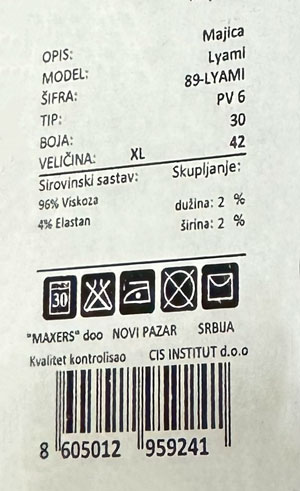 OPIS: Majica
MODEL: Lyami
ŠIFRA: 89-LYAMI
TIP: PV 6
BOJA: 30
VELIČINA: XL 42
Sirovinski sastav: Skupljanje:
96% Viskoza dužina: 2 %
4% Elastan širina: 2 %
30
"MAXERS" doo NOVI PAZAR SRBIJA
Kvalitet kontrolisao CIS INSTITUT d.o.o
8 605012 959241